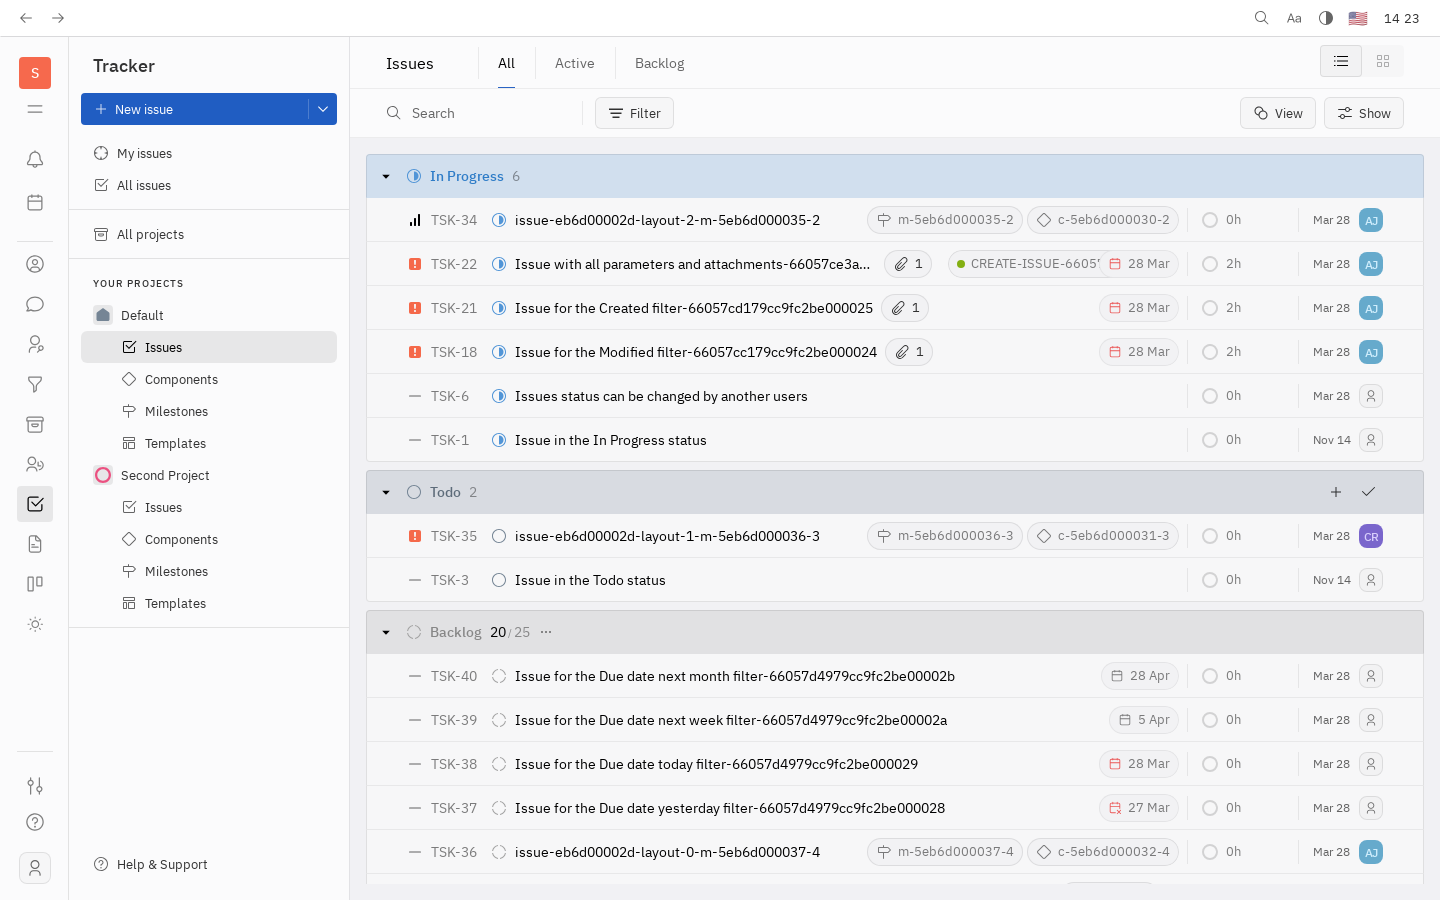 Aa 14 23
S
Tracker
New issue
My issues
All issues
All projects
YOUR PROJECTS
Default
Issues
Components
Milestones
Templates
Second Project
Issues
Components
Milestones
Templates
Help & Support
Issues All Active Backlog
Search Filter View Show
In Progress 6
TSK-34 issue-eb6d00002d-layout-2-m-5eb6d000035-2 m-5eb6d000035-2 c-5eb6d000030-2 0h Mar 28 AJ
TSK-22 Issue with all parameters and attachments-66057ce3a... 1 CREATE-ISSUE-66057 28 Mar 2h Mar 28 AJ
TSK-21 Issue for the Created filter-66057cd179cc9fc2be000025 1 28 Mar 2h Mar 28 AJ
TSK-18 Issue for the Modified filter-66057cc179cc9fc2be000024 1 28 Mar 2h Mar 28 AJ
TSK-6 Issues status can be changed by another users 0h Mar 28
TSK-1 Issue in the In Progress status 0h Nov 14
Todo 2
TSK-35 issue-eb6d00002d-layout-1-m-5eb6d000036-3 m-5eb6d000036-3 c-5eb6d000031-3 0h Mar 28 CR
TSK-3 Issue in the Todo status 0h Nov 14
Backlog 20/25 ...
TSK-40 Issue for the Due date next month filter-66057d4979cc9fc2be00002b 28 Apr 0h Mar 28
TSK-39 Issue for the Due date next week filter-66057d4979cc9fc2be00002a 5 Apr 0h Mar 28
TSK-38 Issue for the Due date today filter-66057d4979cc9fc2be000029 28 Mar 0h Mar 28
TSK-37 Issue for the Due date yesterday filter-66057d4979cc9fc2be000028 27 Mar 0h Mar 28
TSK-36 issue-eb6d00002d-layout-0-m-5eb6d000037-4 m-5eb6d000037-4 c-5eb6d000032-4 0h Mar 28 AJ